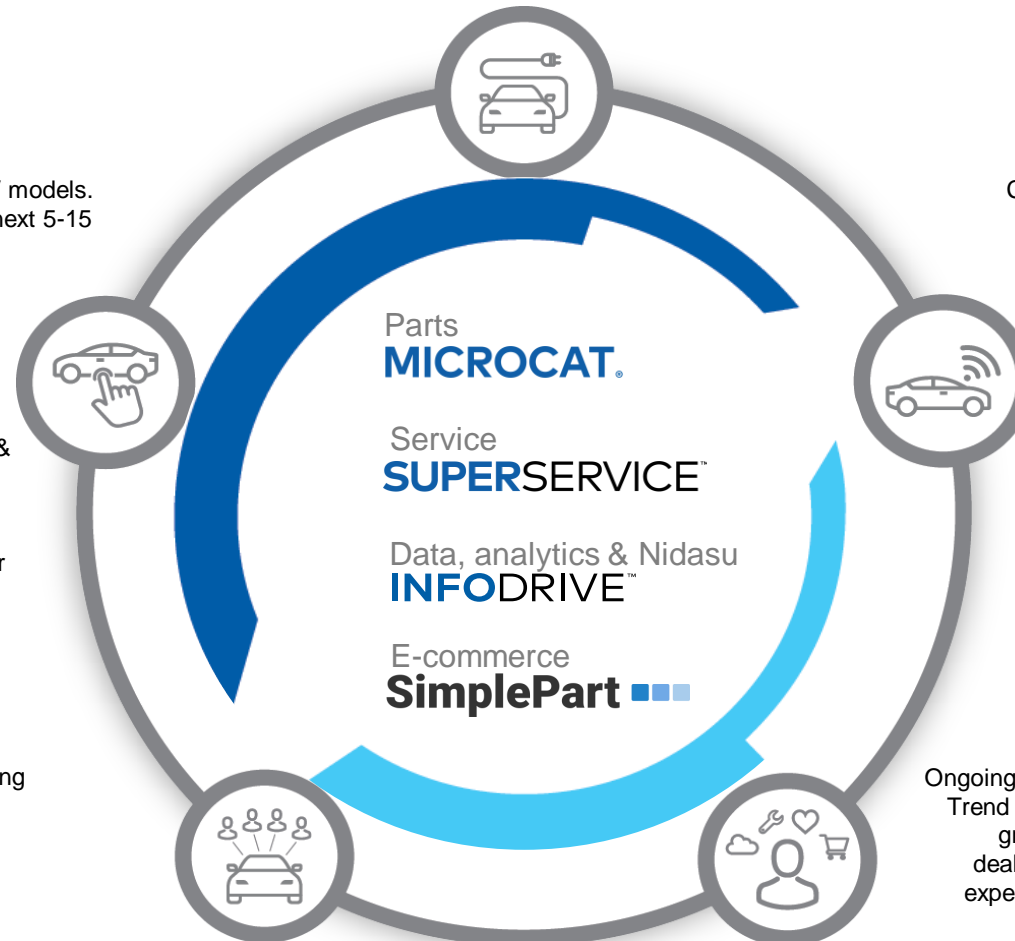 models.
next 5-15
&
r
ng
Parts
MICROCAT®
Service
SUPERSERVICE™
Data, analytics & Nidasu
INFODRIVE™
E-commerce
SimplePart
C
Ongoing
Trend
gr
deal
expe